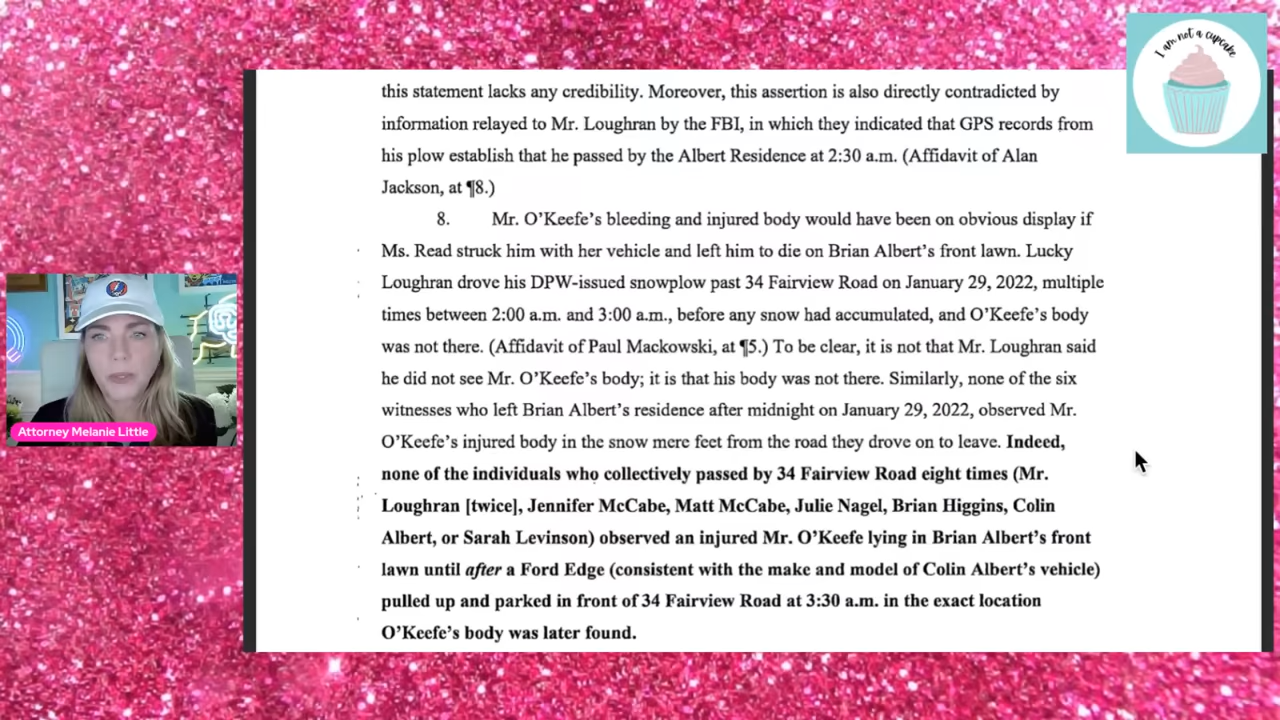 I am not a cupcake
this statement lacks any credibility. Moreover, this assertion is also directly contradicted by
information relayed to Mr. Loughran by the FBI, in which they indicated that GPS records from
his plow establish that he passed by the Albert Residence at 2:30 a.m. (Affidavit of Alan
Jackson, at ¶8.)
8. Mr. O’Keefe’s bleeding and injured body would have been on obvious display if
Ms. Read struck him with her vehicle and left him to die on Brian Albert’s front lawn. Lucky
Loughran drove his DPW-issued snowplow past 34 Fairview Road on January 29, 2022, multiple
times between 2:00 a.m. and 3:00 a.m., before any snow had accumulated, and O’Keefe’s body
was not there. (Affidavit of Paul Mackowski, at ¶5.) To be clear, it is not that Mr. Loughran said
he did not see Mr. O’Keefe’s body; it is that his body was not there. Similarly, none of the six
witnesses who left Brian Albert’s residence after midnight on January 29, 2022, observed Mr.
O’Keefe’s injured body in the snow mere feet from the road they drove on to leave. Indeed,
none of the individuals who collectively passed by 34 Fairview Road eight times (Mr.
Loughran [twice], Jennifer McCabe, Matt McCabe, Julie Nagel, Brian Higgins, Colin
Albert, or Sarah Levinson) observed an injured Mr. O’Keefe lying in Brian Albert’s front
lawn until after a Ford Edge (consistent with the make and model of Colin Albert’s vehicle)
pulled up and parked in front of 34 Fairview Road at 3:30 a.m. in the exact location
O’Keefe’s body was later found.
Attorney Melanie Little